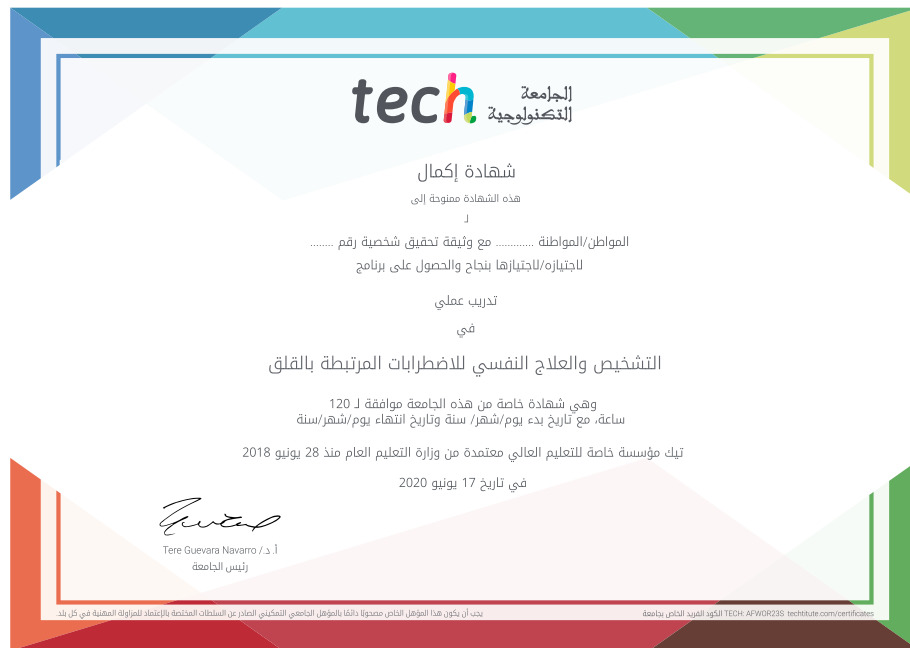 tech الجامعة
التكنولوجية
شهادة إكمال
هذه الشهادة ممنوحة إلى
لـ
المواطن/المواطنة ............. مع وثيقة تحقيق شخصية رقم ........
لاجتيازه/لاجتيازها بنجاح والحصول على برنامج
تدريب عملي
في
التشخيص والعلاج النفسي للاضطرابات المرتبطة بالقلق
وهي شهادة خاصة من هذه الجامعة موافقة لـ 120
ساعة، مع تاريخ بدء يوم/شهر/ سنة وتاريخ انتهاء يوم/شهر/سنة
تيك مؤسسة خاصة للتعليم العالي معتمدة من وزارة التعليم العام منذ 28 يونيو 2018
في تاريخ 17 يونيو 2020
أ. د./ Tere Guevara Navarro
رئيس الجامعة
يجب أن يكون هذا المؤهل الخاص مصحوبًا دائمًا بالمؤهل الجامعي التمكيني الصادر عن السلطات المختصة بالإعتماد للمزاولة المهنية في كل بلد.
الكود الفريد الخاص بجامعة TECH: AFWOR23S techtitute.com/certificates